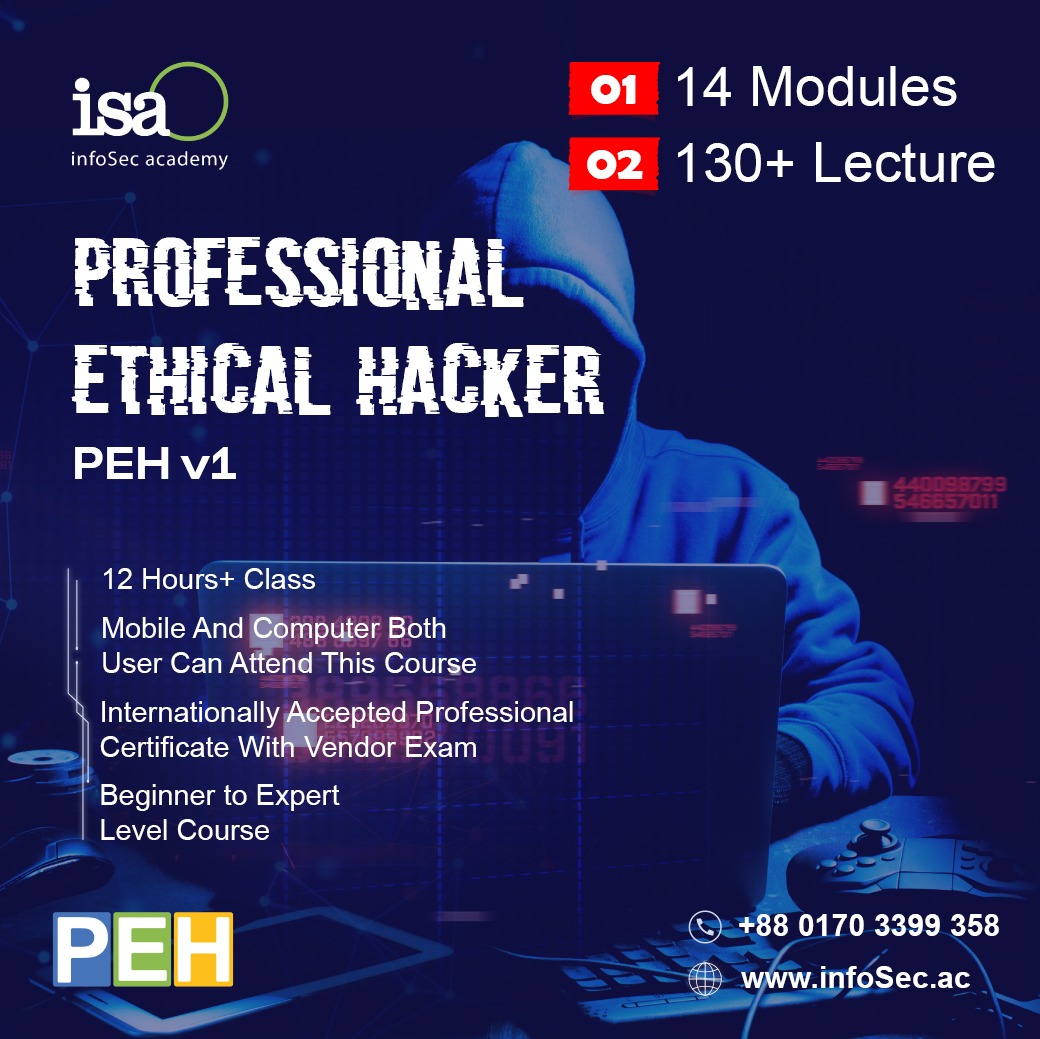 isa
infoSec academy
01 14 Modules
02 130+ Lecture
PROFESSIONAL
ETHICAL HACKER
PEH v1
440098799
546657011
12 Hours+ Class
Mobile And Computer Both
User Can Attend This Course
Internationally Accepted Professional
Certificate With Vendor Exam
Beginner to Expert
Level Course
PEH
+88 0170 3399 358
www.infoSec.ac